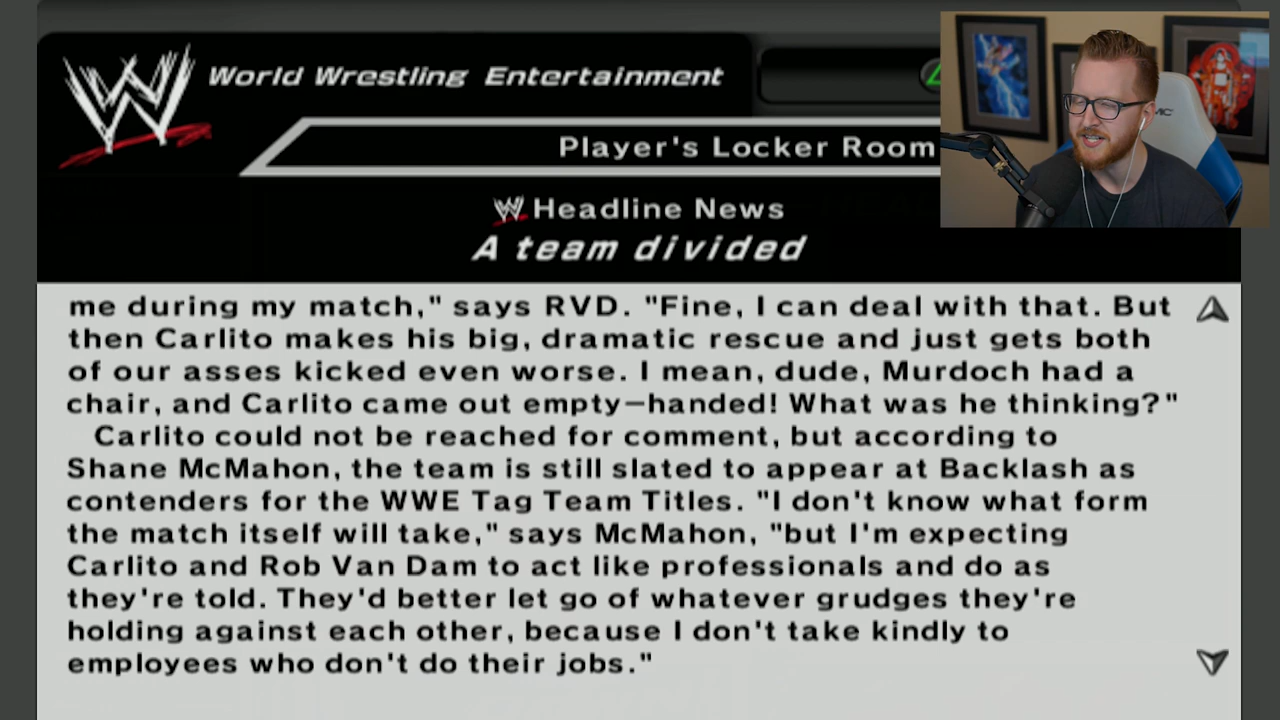 World Wrestling Entertainment
Player's Locker Room
Headline News
A team divided
me during my match," says RVD. "Fine, I can deal with that. But
then Carlito makes his big, dramatic rescue and just gets both
of our asses kicked even worse. I mean, dude, Murdoch had a
chair, and Carlito came out empty—handed! What was he thinking?"
Carlito could not be reached for comment, but according to
Shane McMahon, the team is still slated to appear at Backlash as
contenders for the WWE Tag Team Titles. "I don't know what form
the match itself will take," says McMahon, "but I'm expecting
Carlito and Rob Van Dam to act like professionals and do as
they're told. They'd better let go of whatever grudges they're
holding against each other, because I don't take kindly to
employees who don't do their jobs."